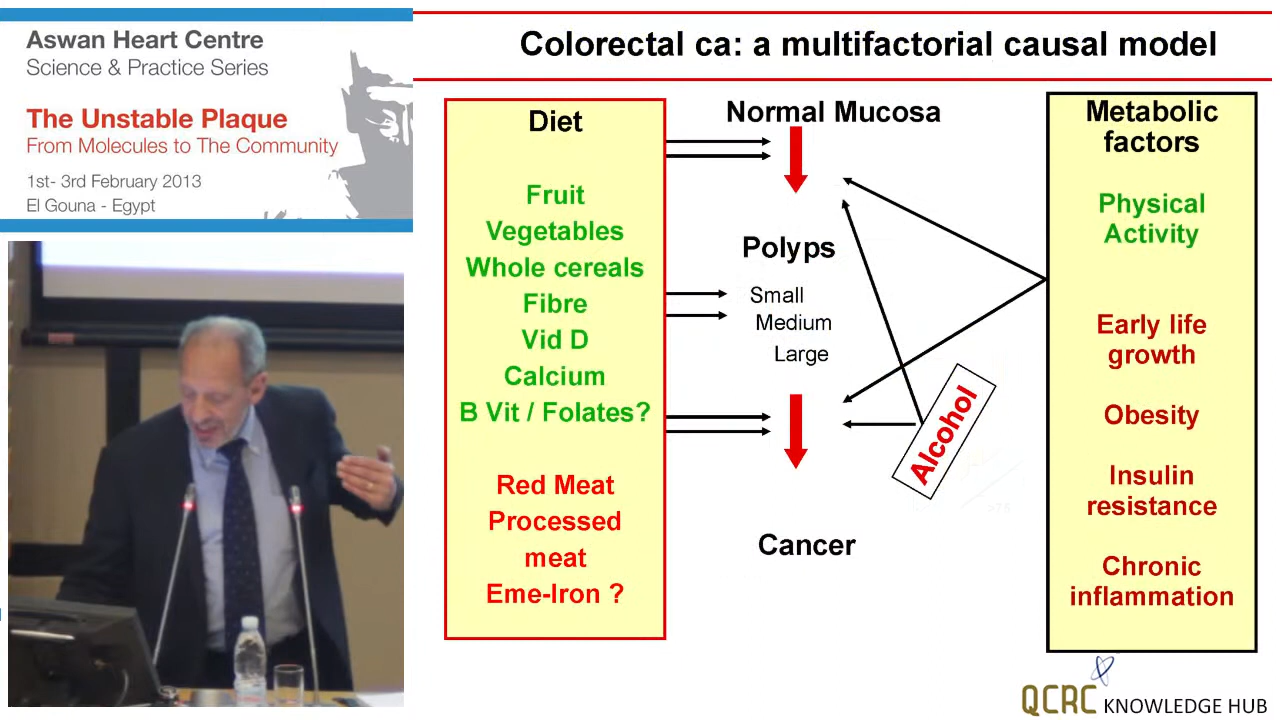 Aswan Heart Centre
Science & Practice Series
The Unstable Plaque
From Molecules to The Community
1st- 3rd February 2013
El Gouna - Egypt
Colorectal ca: a multifactorial causal model
Diet
Fruit
Vegetables
Whole cereals
Fibre
Vid D
Calcium
B Vit / Folates?
Red Meat
Processed
meat
Eme-Iron ?
Normal Mucosa
Polyps
Small
Medium
Large
Cancer
Alcohol
Metabolic
factors
Physical
Activity
Early life
growth
Obesity
Insulin
resistance
Chronic
inflammation
QCRC KNOWLEDGE HUB